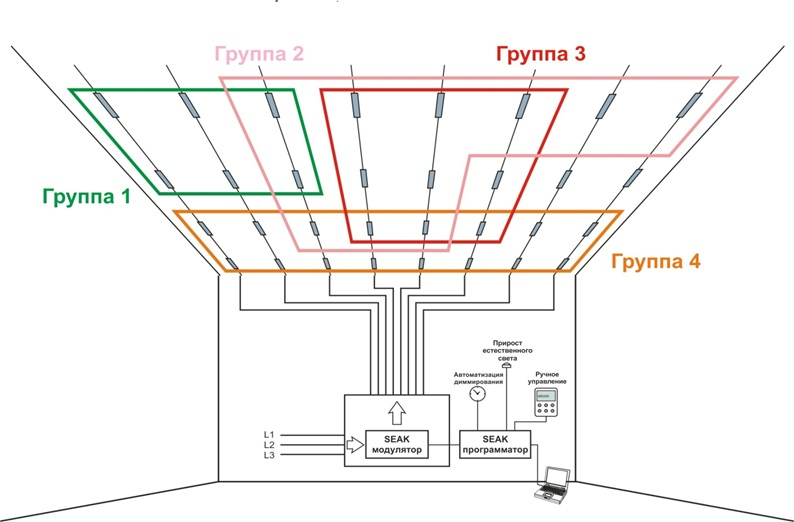 Группа 2
Группа 3
Группа 1
Группа 4
Прирост
естественного
света
Автоматизация
диммирования
Ручное
управление
L1
L2
L3
SEAK
модулятор
SEAK
программатор